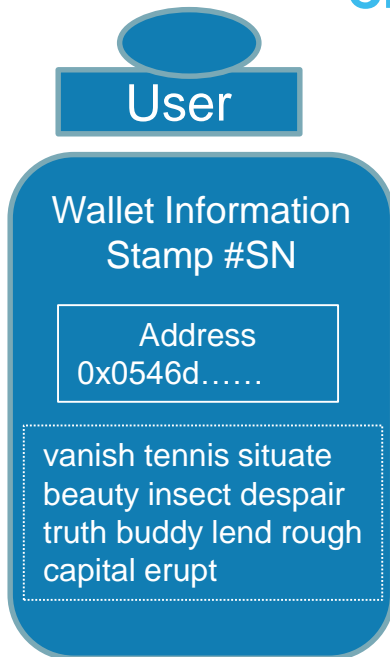 User
Wallet Information
Stamp #SN
Address
0x0546d……
vanish tennis situate
beauty insect despair
truth buddy lend rough
capital erupt